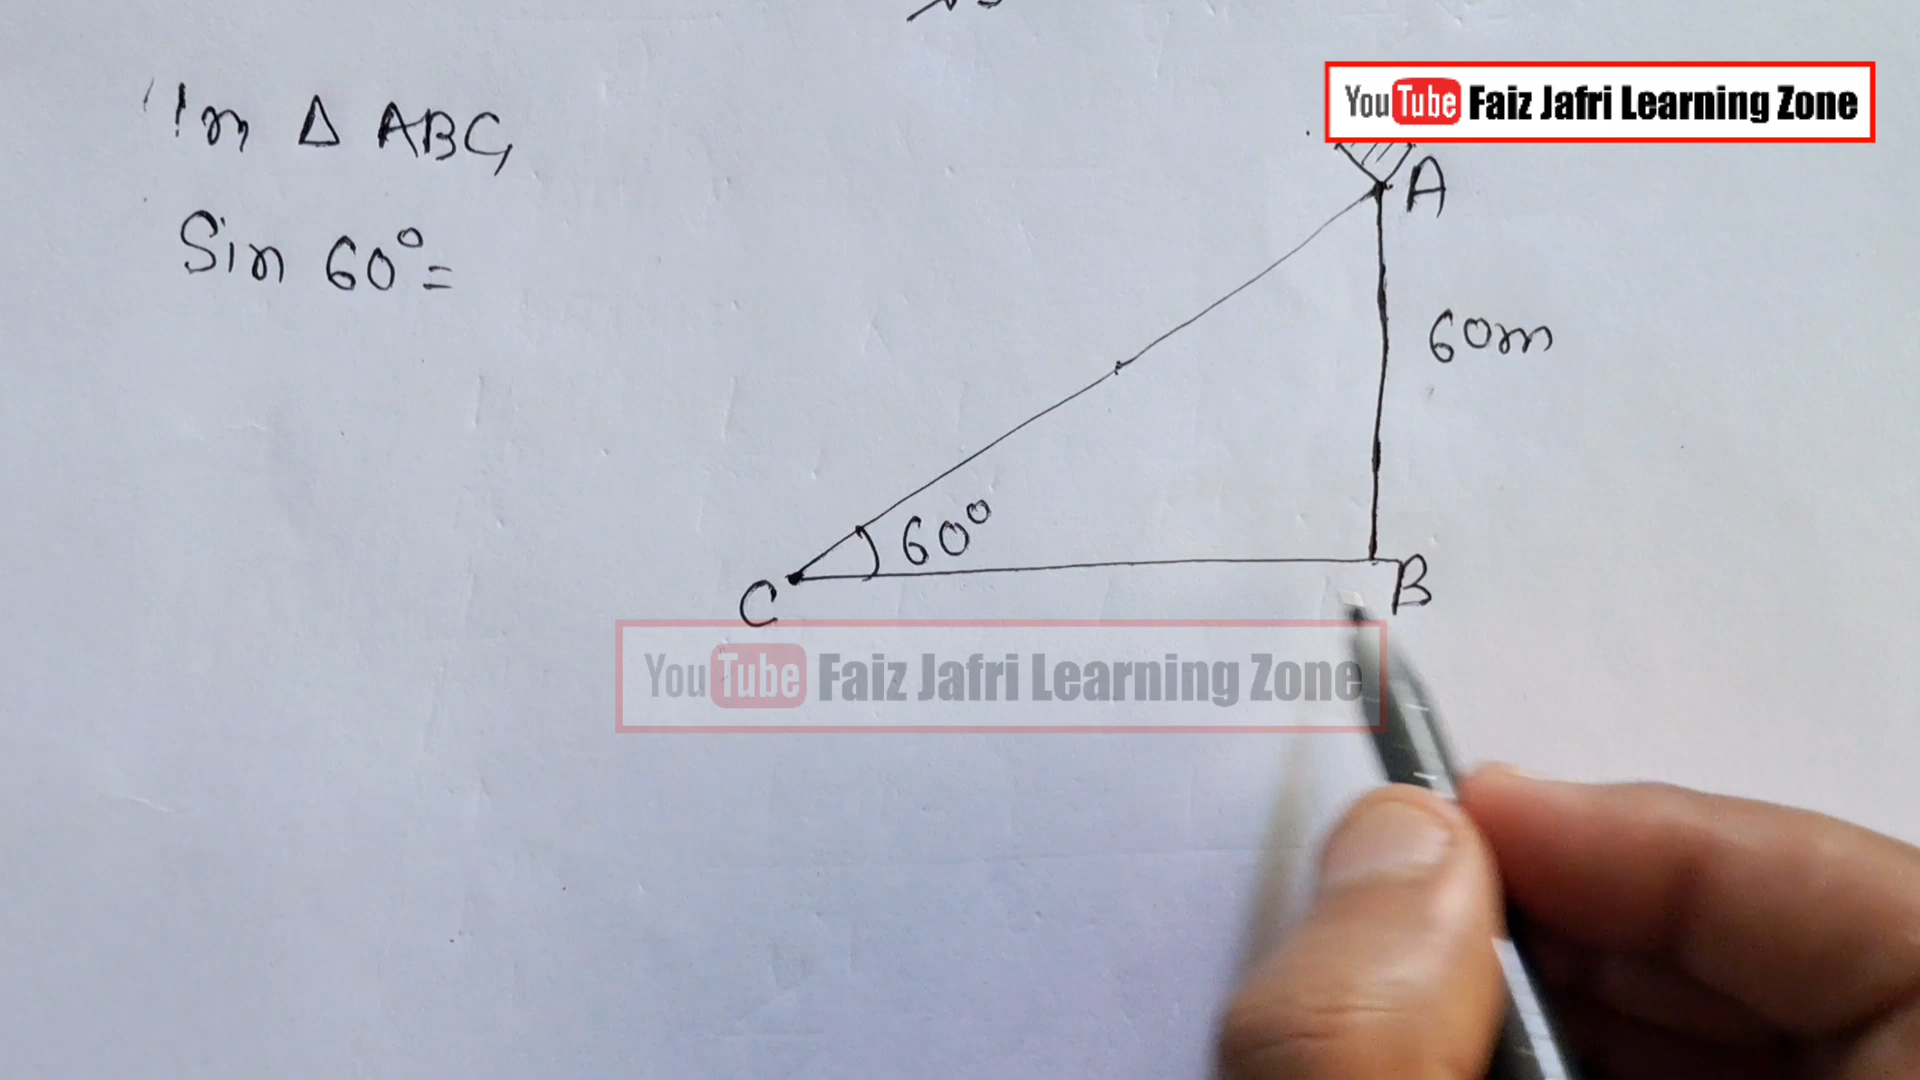 In Δ ABC,
Sin 60° =
YouTube Faiz Jafri Learning Zone
A
60m
60°
B
C
YouTube Faiz Jafri Learning Zone